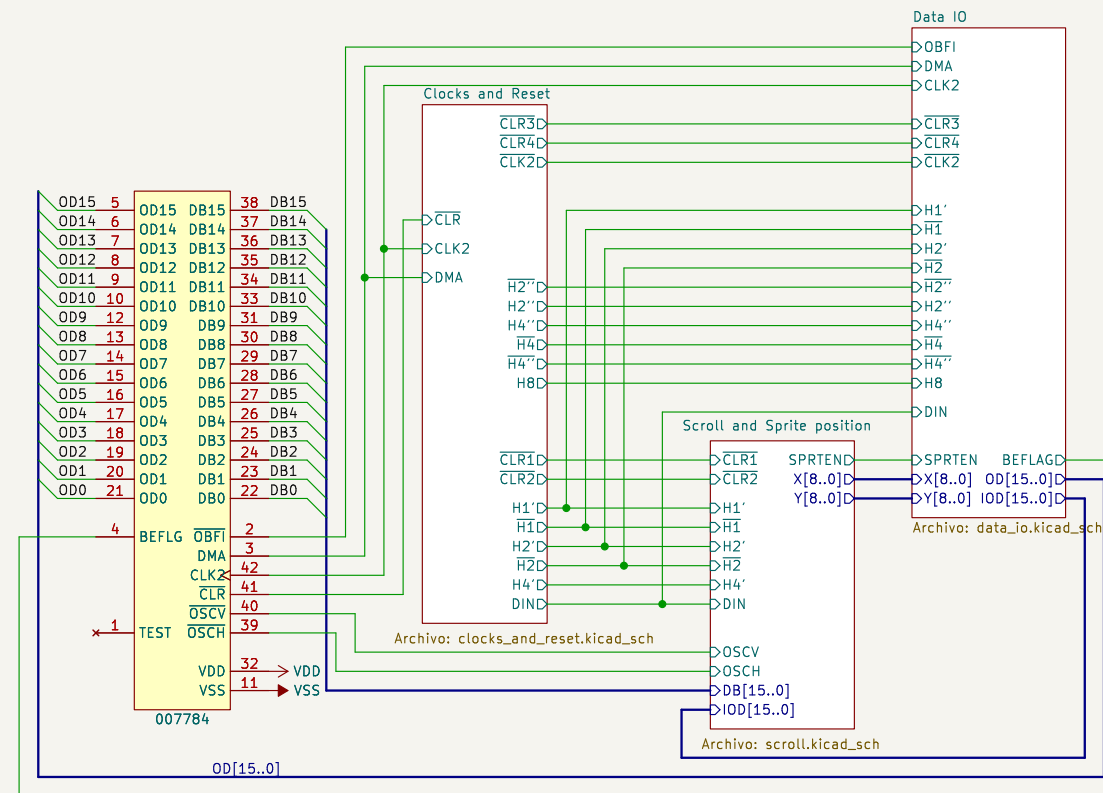 Data IO
OBFI
DMA
CLK2
Clocks and Reset
CLR3 CLR3
CLR4 CLR4
CLK2 CLK2
OD15 5 OD15 DB15 38 DB15
H1'
OD14 6 OD14 DB14 37 DB14
CLR
H1
OD13 7 OD13 DB13 36 DB13
CLK2
H2'
OD12 8 OD12 DB12 35 DB12
H2
DMA
OD11 9 OD11 DB11 34 DB11
H2'' H2''
OD10 10 OD10 DB10 33 DB10
H2'' H2''
OD9 12 OD9 DB9 31 DB9
H4'' H4''
OD8 13 OD8 DB8 30 DB8
H4 H4
OD7 14 OD7 DB7 29 DB7
H4'' H4''
OD6 15 OD6 DB6 28 DB6
H8 H8
OD5 16 OD5 DB5 27 DB5
DIN
OD4 17 OD4 DB4 26 DB4
Scroll and Sprite position
OD3 18 OD3 DB3 25 DB3
OD2 19 OD2 DB2 24 DB2
CLR1 CLR1 SPRTEN SPRTEN BEFLAG
OD1 20 OD1 DB1 23 DB1
CLR2 CLR2 X[8..0] X[8..0] OD[15..0]
OD0 21 OD0 DB0 22 DB0
Y[8..0] Y[8..0] IOD[15..0]
H1' H1'
H1 H1
Archivo: data_io.kicad_sch
4 BEFLG OBFI 2
H2' H2'
DMA 3
H2 H2
CLK2 42
H4' H4'
CLR 41
DIN DIN
OSCV 40
1 TEST OSCH 39
Archivo: clocks_and_reset.kicad_sch
OSCV
VDD 32 VDD
OSCH
VSS 11 VSS
DB[15..0]
IOD[15..0]
007784
Archivo: scroll.kicad_sch
OD[15..0]